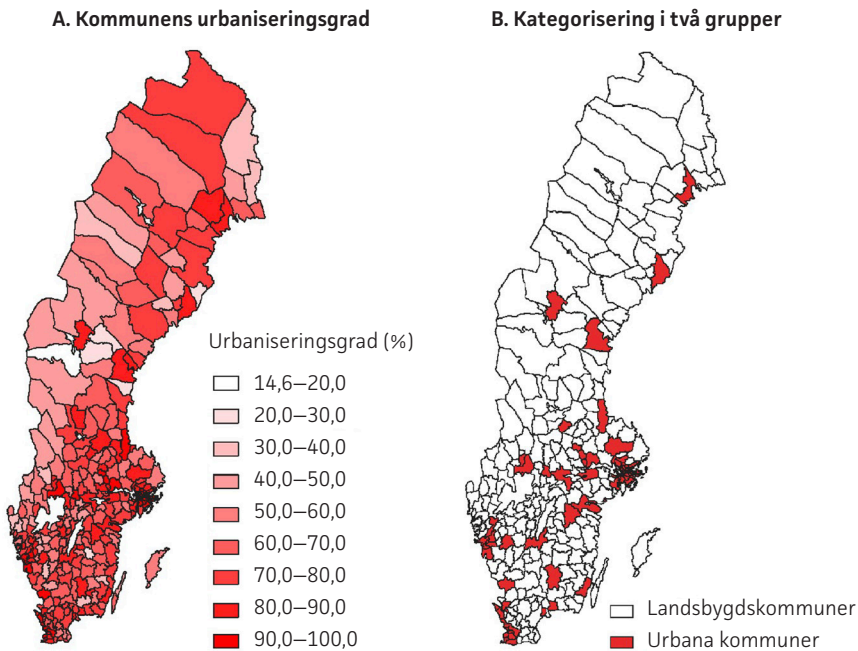 A. Kommunens urbaniseringsgrad
B. Kategorisering i två grupper
Urbaniseringsgrad (%)
14,6–20,0
20,0–30,0
30,0–40,0
40,0–50,0
50,0–60,0
60,0–70,0
70,0–80,0
80,0–90,0
90,0–100,0
Landsbygdskommuner
Urbana kommuner